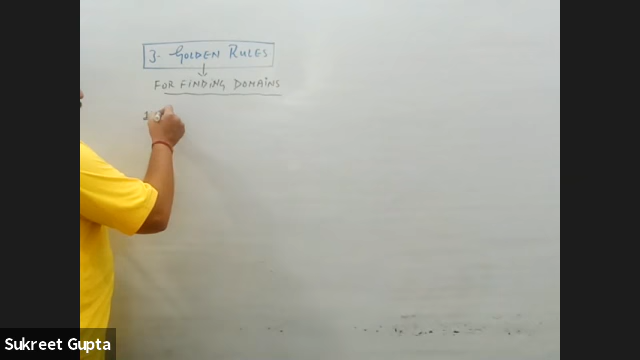 3. GOLDEN RULES
FOR FINDING DOMAINS
Sukreet Gupta